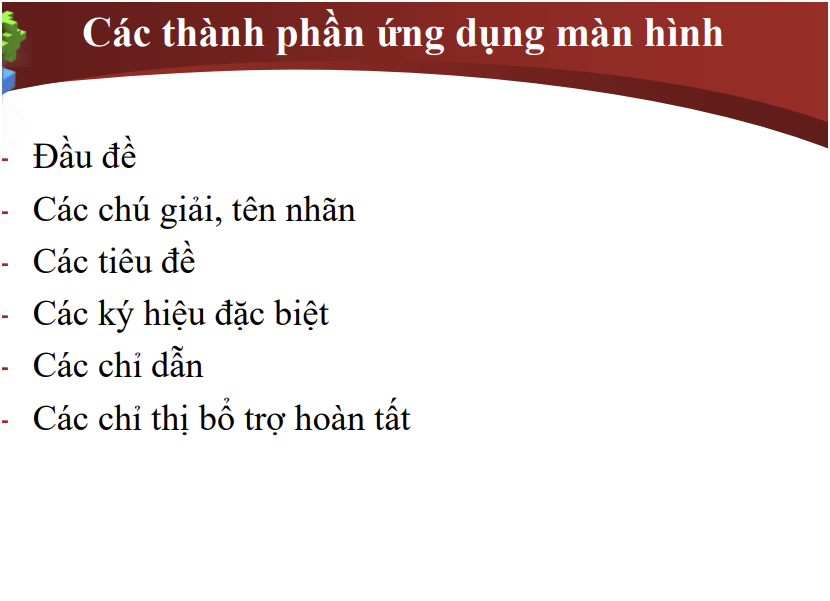 Các thành phần ứng dụng màn hình
- Đầu đề
- Các chú giải, tên nhãn
- Các tiêu đề
- Các ký hiệu đặc biệt
- Các chỉ dẫn
- Các chỉ thị bổ trợ hoàn tất